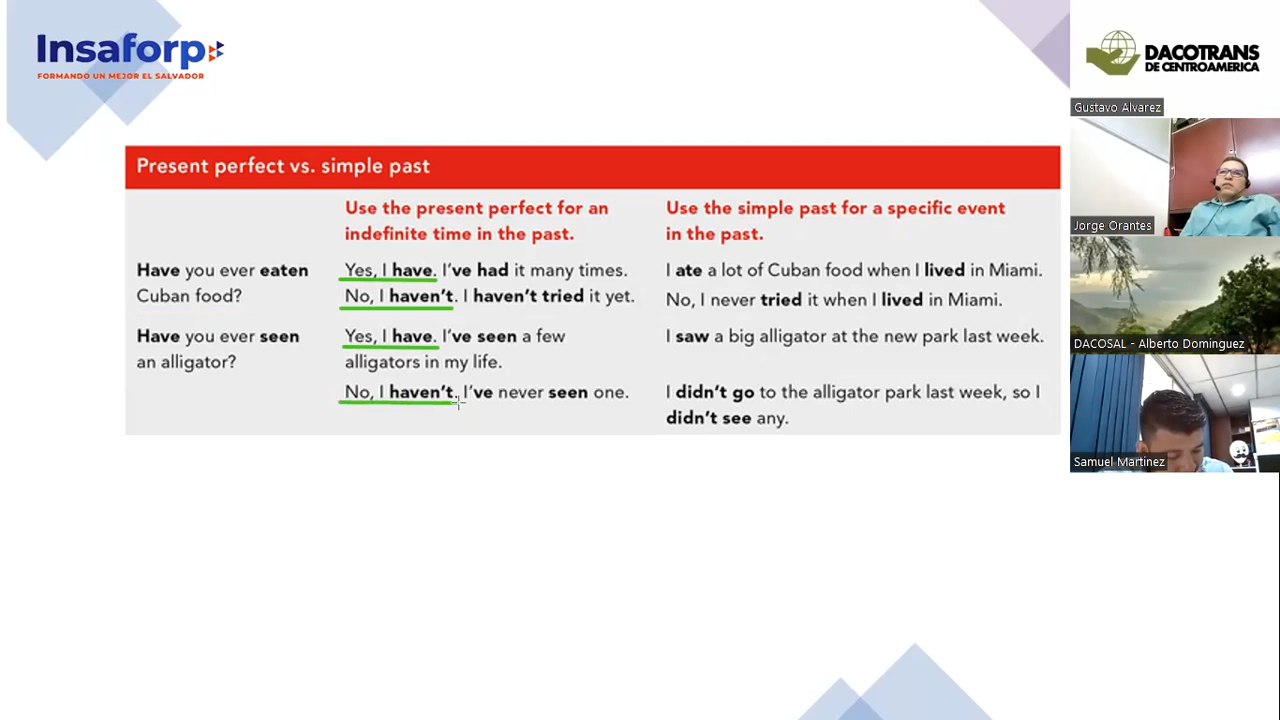 Insaforp
FORMANDO UN MEJOR EL SALVADOR
Present perfect vs. simple past
Use the present perfect for an
indefinite time in the past.
Use the simple past for a specific event
in the past.
Have you ever eaten
Cuban food?
Yes, I have. I've had it many times.
No, I haven't. I haven't tried it yet.
I ate a lot of Cuban food when I lived in Miami.
No, I never tried it when I lived in Miami.
Have you ever seen
an alligator?
Yes, I have. I've seen a few
alligators in my life.
No, I haven't. I've never seen one.
I saw a big alligator at the new park last week.
I didn't go to the alligator park last week, so I
didn't see any.
DACOTRANS
DE CENTROAMERICA
Gustavo Alvarez
Jorge Orantes
DACOSAL - Alberto Dominguez
Samuel Martinez